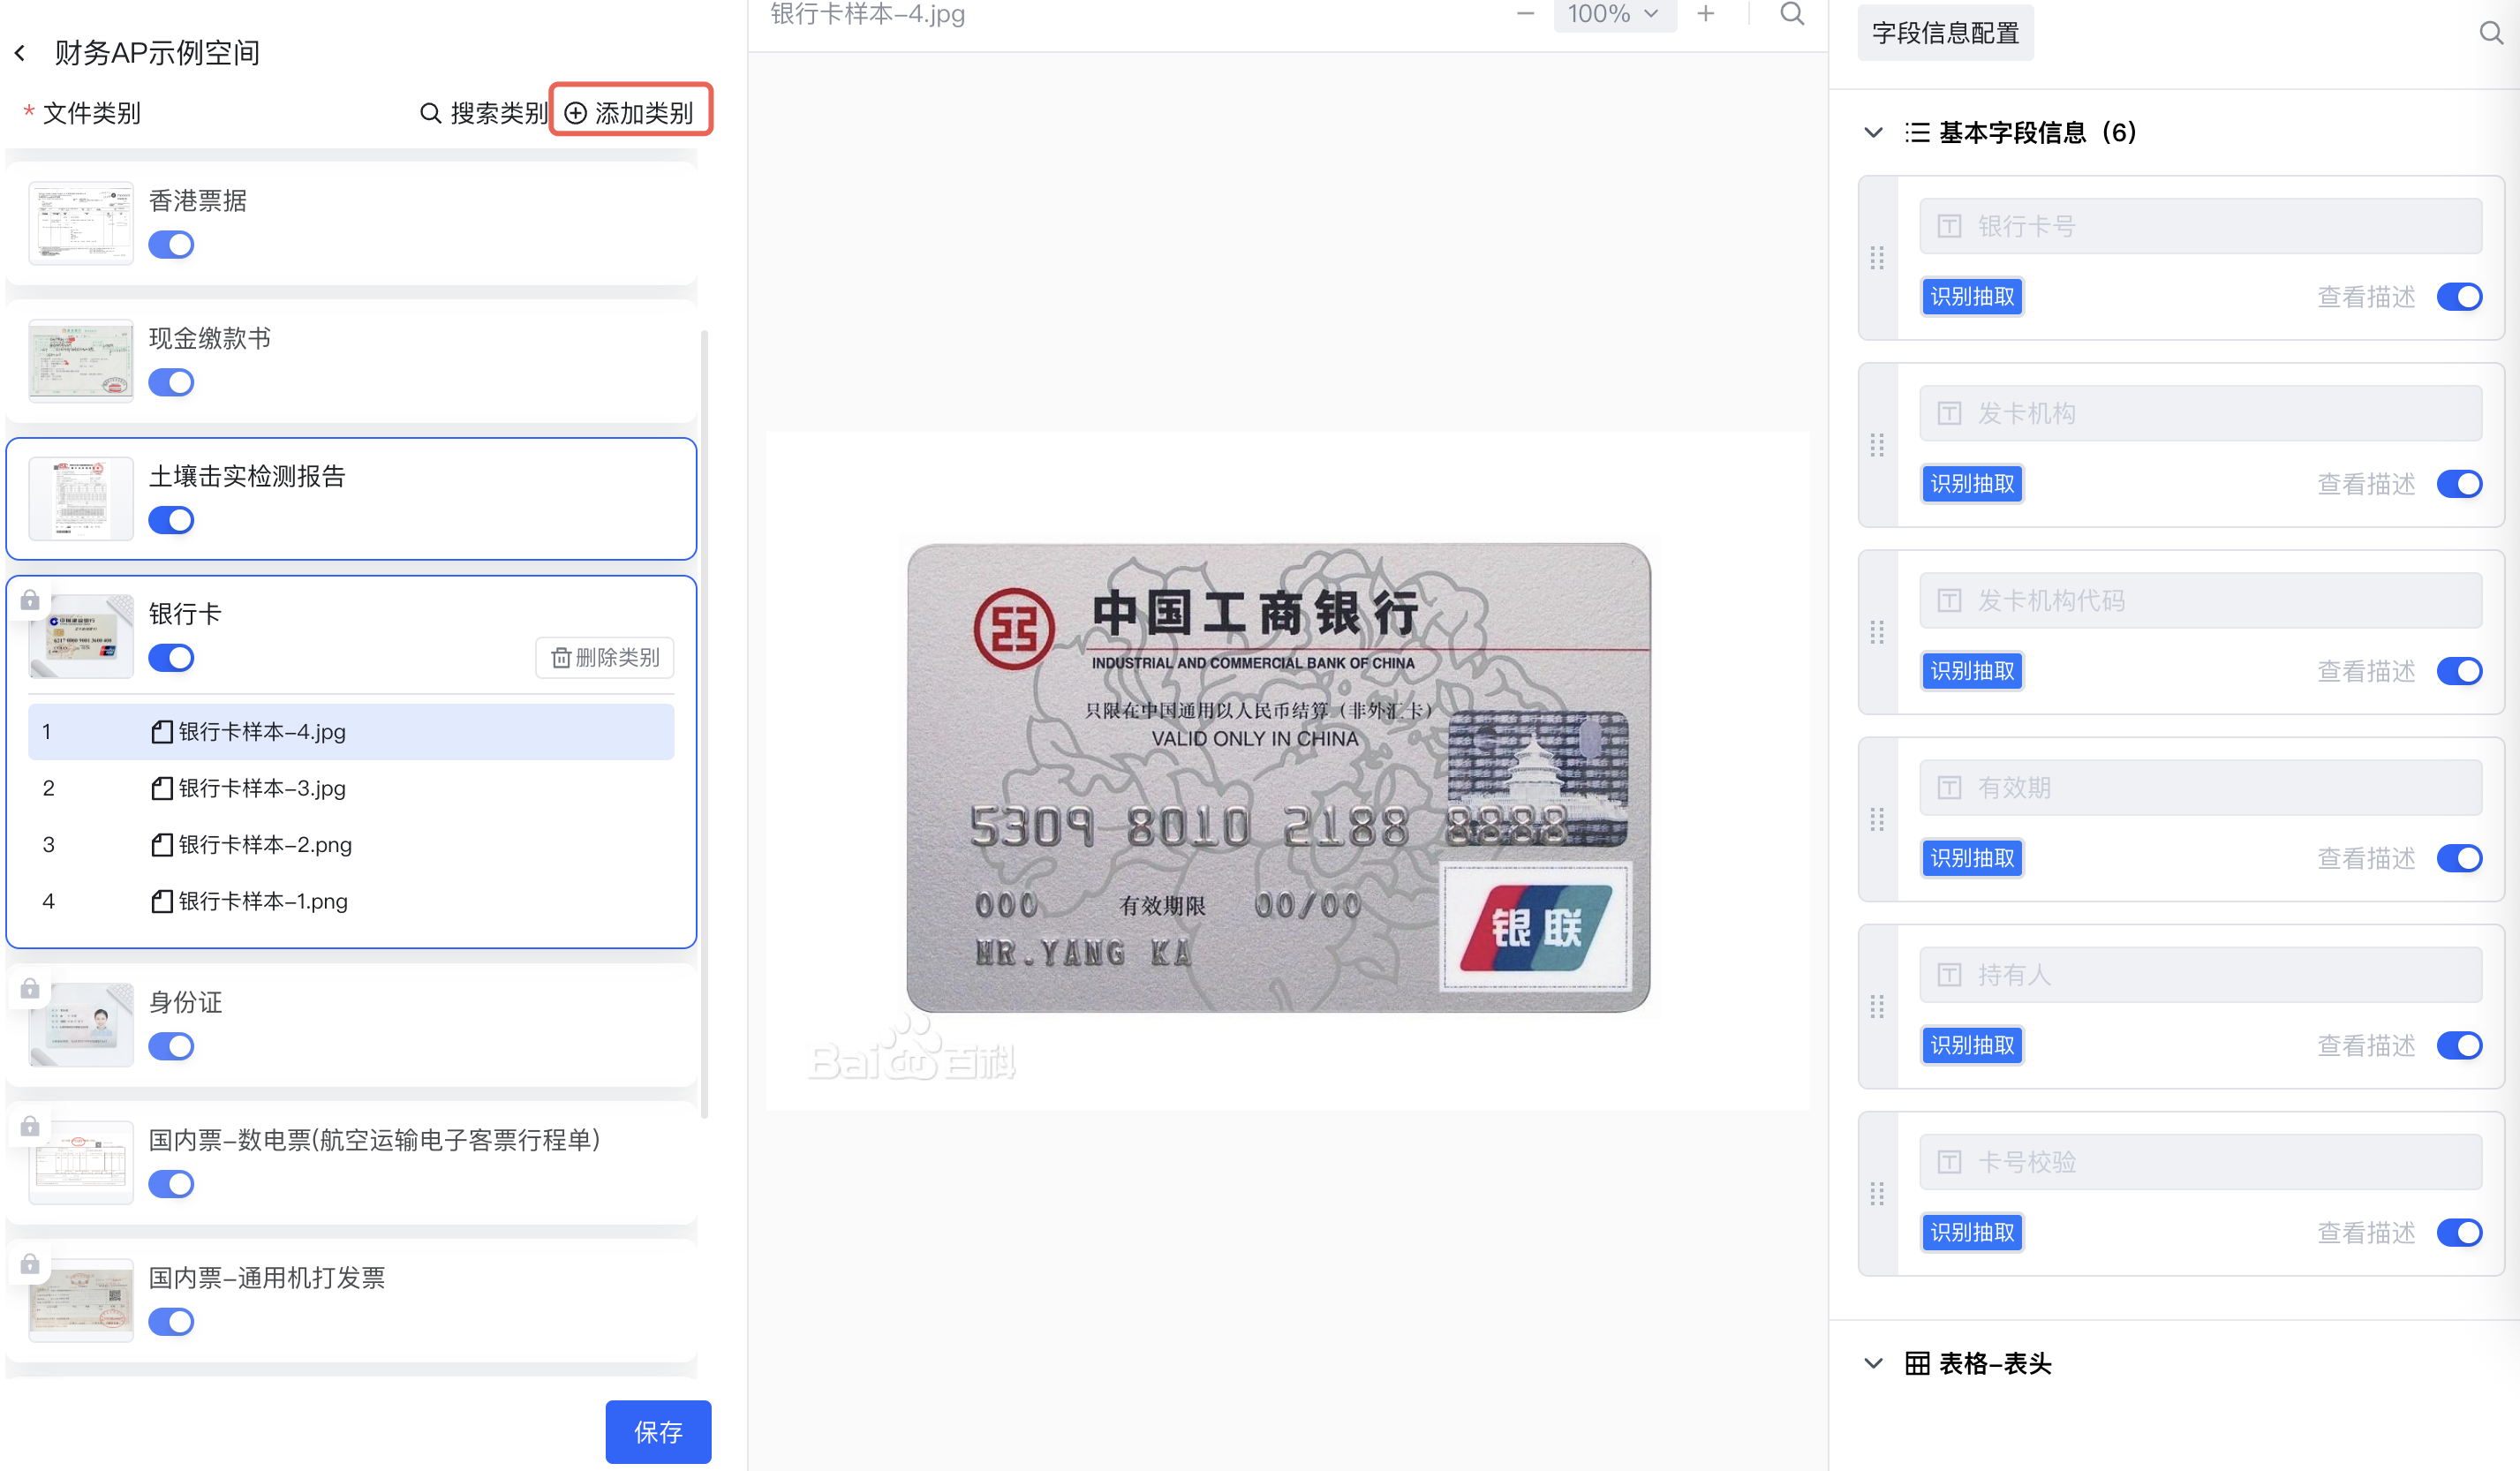 财务AP示例空间
* 文件类别
搜索类别
添加类别
香港票据
现金缴款书
土壤击实检测报告
银行卡
删除类别
1 银行卡样本-4.jpg
2 银行卡样本-3.jpg
3 银行卡样本-2.png
4 银行卡样本-1.png
身份证
国内票-数电票(航空运输电子客票行程单)
国内票-通用机打发票
保存
银行卡样本-4.jpg
100%
中国工商银行
INDUSTRIAL AND COMMERCIAL BANK OF CHINA
只限在中国通用以人民币结算（非外汇卡）
VALID ONLY IN CHINA
5309 8010 2188 8888
000 有效期限 00/00
MR.YANG KA
银联
Bai百科
字段信息配置
基本字段信息（6）
银行卡号
识别抽取 查看描述
发卡机构
识别抽取 查看描述
发卡机构代码
识别抽取 查看描述
有效期
识别抽取 查看描述
持有人
识别抽取 查看描述
卡号校验
识别抽取 查看描述
表格-表头